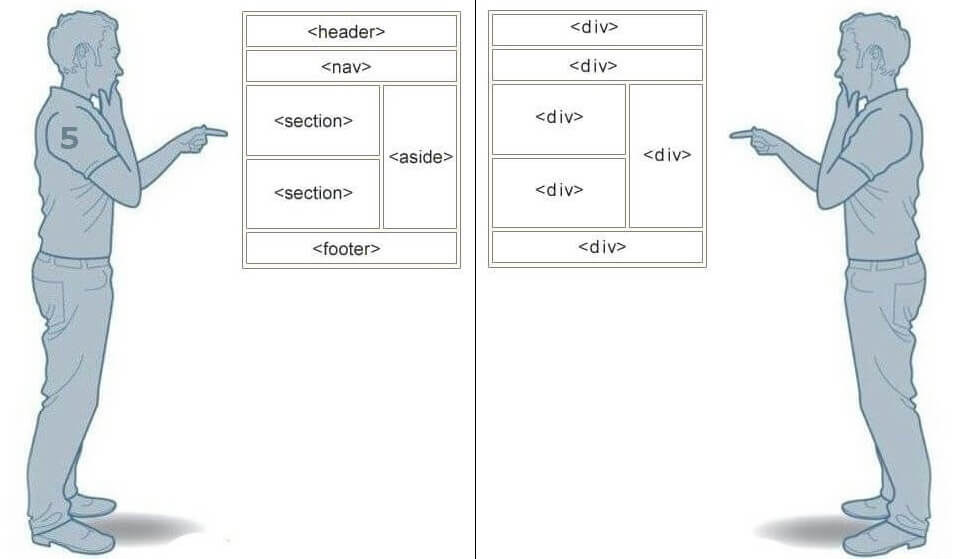 5
<header>
<nav>
<section>
<aside>
<section>
<footer>
<div>
<div>
<div>
<div>
<div>
<div>